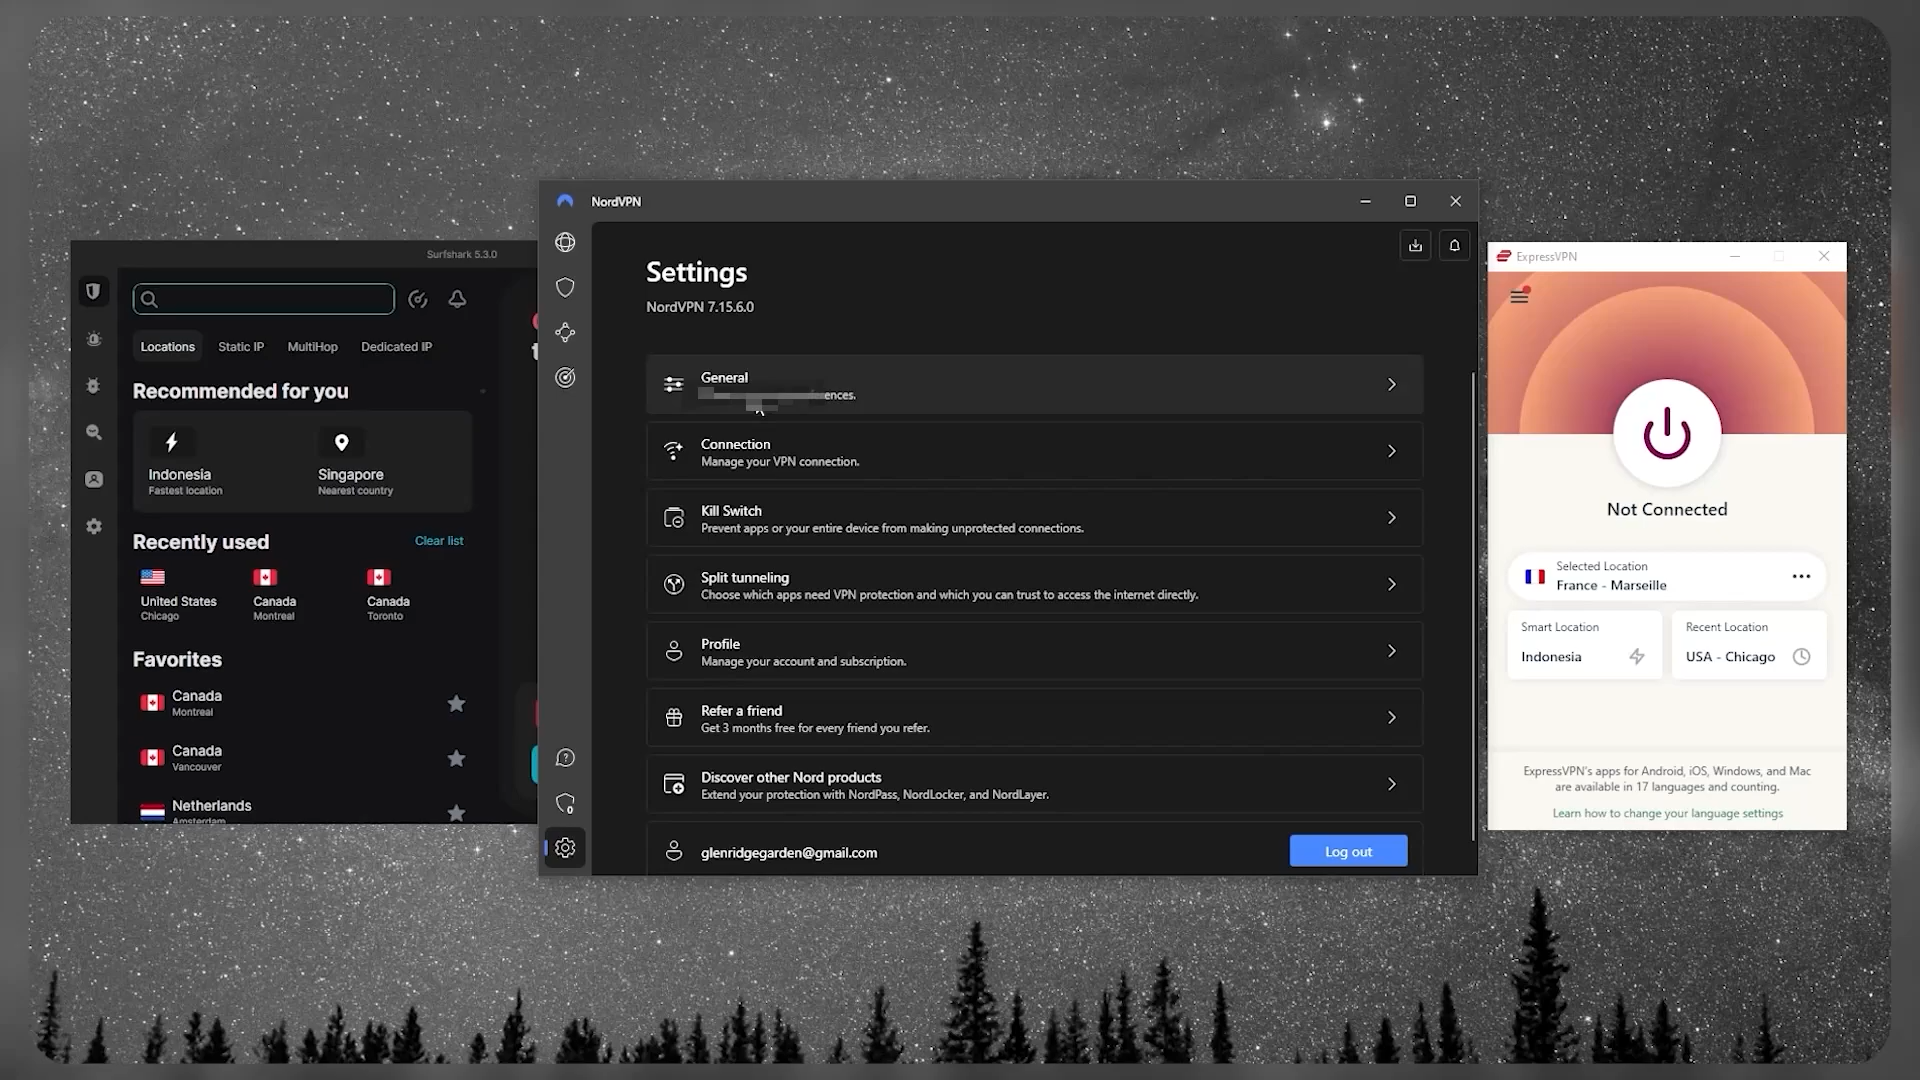 Surfshark 5.3.0
Locations
Static IP
MultiHop
Dedicated IP
Recommended for you
Indonesia
Fastest location
Singapore
Nearest country
Recently used
Clear list
United States
Chicago
Canada
Montreal
Canada
Toronto
Favorites
Canada
Montreal
Canada
Vancouver
Netherlands
Amsterdam
NordVPN
Settings
NordVPN 7.15.6.0
General
Connection
Manage your VPN connection.
Kill Switch
Prevent apps or your entire device from making unprotected connections.
Split tunneling
Choose which apps need VPN protection and which you can trust to access the internet directly.
Profile
Manage your account and subscription.
Refer a friend
Get 3 months free for every friend you refer.
Discover other Nord products
Extend your protection with NordPass, NordLocker, and NordLayer.
glenridgegarden@gmail.com
Log out
ExpressVPN
Not Connected
Selected Location
France - Marseille
Smart Location
Indonesia
Recent Location
USA - Chicago
ExpressVPN's apps for Android, iOS, Windows, and Mac
are available in 17 languages and counting.
Learn how to change your language settings